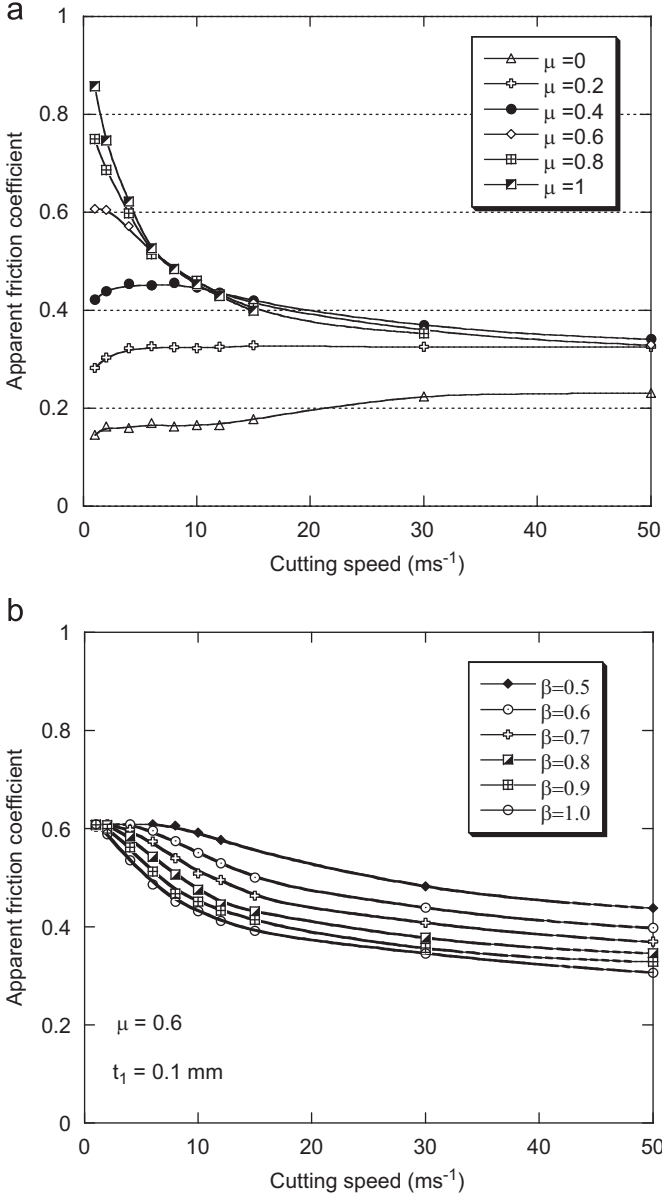 a
1
0.8
0.6
0.4
0.2
0
Apparent friction coefficient
μ =0
μ =0.2
μ =0.4
μ =0.6
μ =0.8
μ =1
0 10 20 30 40 50
Cutting speed (ms⁻¹)
b
1
0.8
0.6
0.4
0.2
0
Apparent friction coefficient
β=0.5
β=0.6
β=0.7
β=0.8
β=0.9
β=1.0
μ = 0.6
t₁ = 0.1 mm
0 10 20 30 40 50
Cutting speed (ms⁻¹)